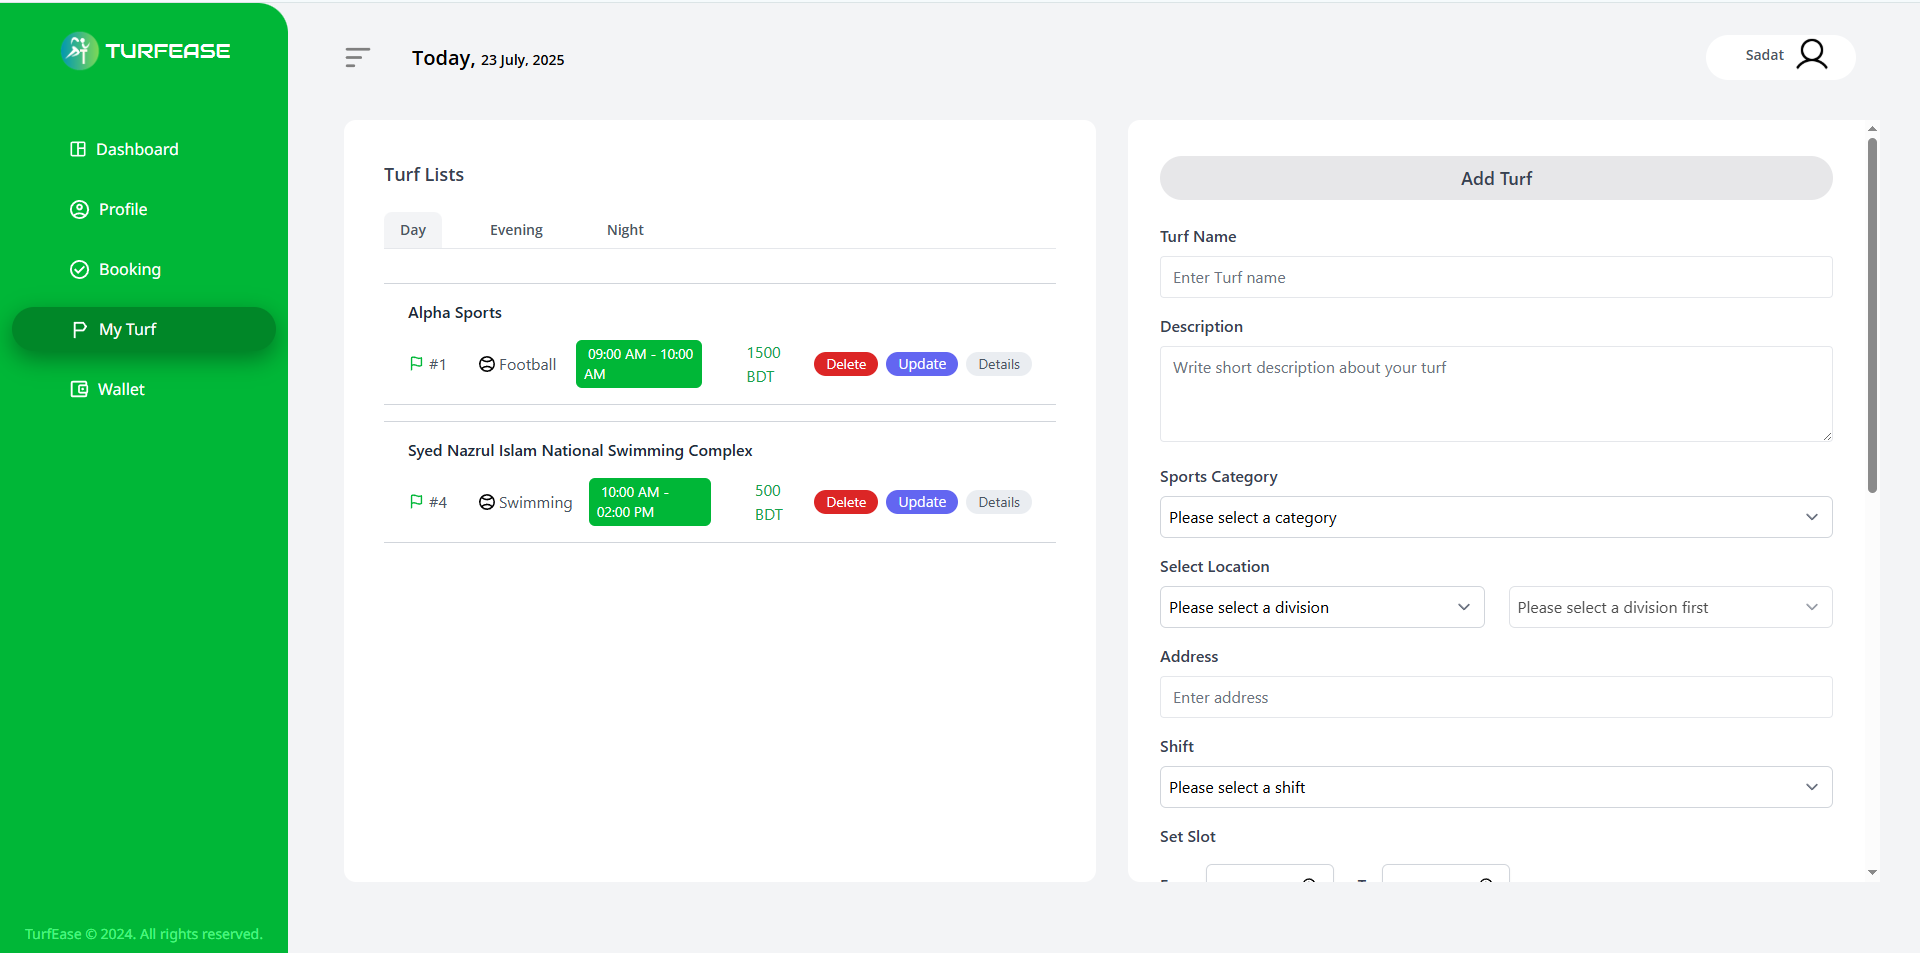 TURFEASE
Dashboard
Profile
Booking
My Turf
Wallet
TurfEase © 2024. All rights reserved.
Today, 23 July, 2025
Sadat
Turf Lists
Day Evening Night
Alpha Sports
#1 Football 09:00 AM - 10:00
AM
1500
BDT
Delete Update Details
Syed Nazrul Islam National Swimming Complex
#4 Swimming 10:00 AM -
02:00 PM
500
BDT
Delete Update Details
Add Turf
Turf Name
Enter Turf name
Description
Write short description about your turf
Sports Category
Please select a category
Select Location
Please select a division Please select a division first
Address
Enter address
Shift
Please select a shift
Set Slot